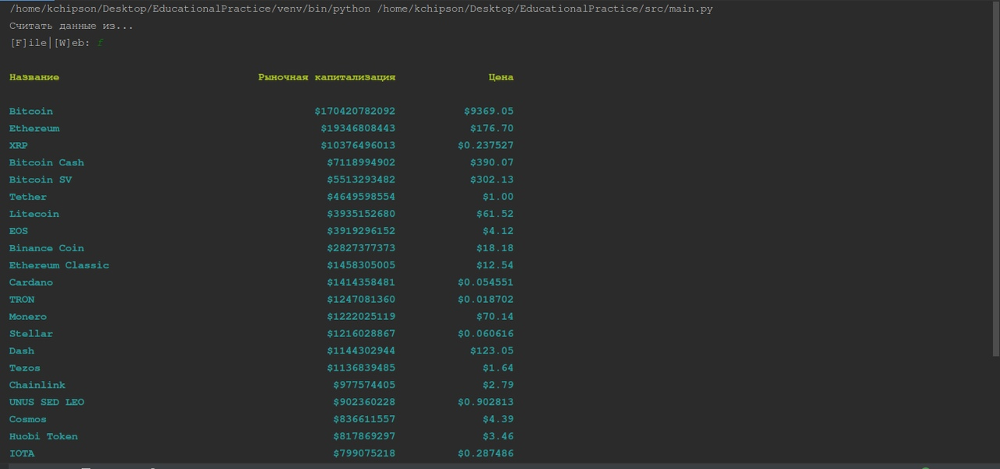 /home/kchipson/Desktop/EducationalPractice/venv/bin/python /home/kchipson/Desktop/EducationalPractice/src/main.py
Считать данные из...
[F]ile|[W]eb: f
Название Рыночная капитализация Цена
Bitcoin $170420782092 $9369.05
Ethereum $19346808443 $176.70
XRP $10376496013 $0.237527
Bitcoin Cash $7118994902 $390.07
Bitcoin SV $5513293482 $302.13
Tether $4649598554 $1.00
Litecoin $3935152680 $61.52
EOS $3919296152 $4.12
Binance Coin $2827377373 $18.18
Ethereum Classic $1458305005 $12.54
Cardano $1414358481 $0.054551
TRON $1247081360 $0.018702
Monero $1222025119 $70.14
Stellar $1216028867 $0.060616
Dash $1144302944 $123.05
Tezos $1136839485 $1.64
Chainlink $977574405 $2.79
UNUS SED LEO $902360228 $0.902813
Cosmos $836611557 $4.39
Huobi Token $817869297 $3.46
IOTA $799075218 $0.287486